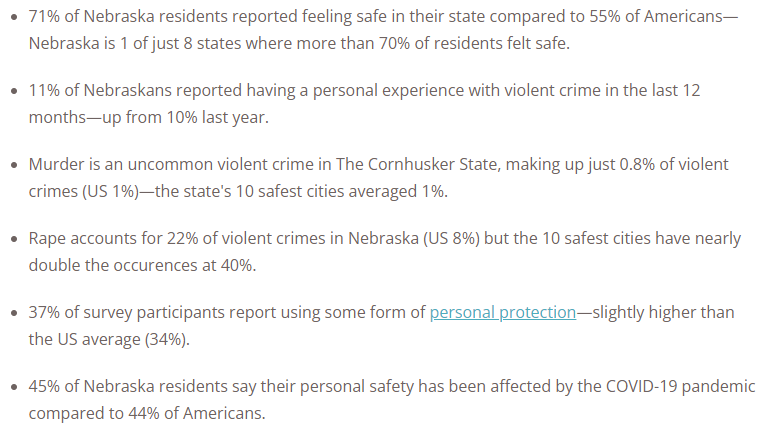 71% of Nebraska residents reported feeling safe in their state compared to 55% of Americans—
Nebraska is 1 of just 8 states where more than 70% of residents felt safe.
11% of Nebraskans reported having a personal experience with violent crime in the last 12
months—up from 10% last year.
Murder is an uncommon violent crime in The Cornhusker State, making up just 0.8% of violent
crimes (US 1%)—the state's 10 safest cities averaged 1%.
Rape accounts for 22% of violent crimes in Nebraska (US 8%) but the 10 safest cities have nearly
double the occurences at 40%.
37% of survey participants report using some form of personal protection—slightly higher than
the US average (34%).
45% of Nebraska residents say their personal safety has been affected by the COVID-19 pandemic
compared to 44% of Americans.